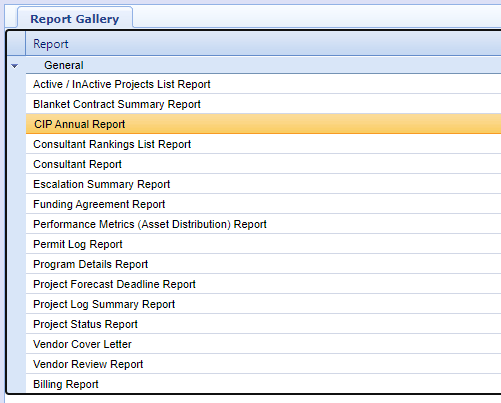 Report Gallery
Report
General
Active / InActive Projects List Report
Blanket Contract Summary Report
CIP Annual Report
Consultant Rankings List Report
Consultant Report
Escalation Summary Report
Funding Agreement Report
Performance Metrics (Asset Distribution) Report
Permit Log Report
Program Details Report
Project Forecast Deadline Report
Project Log Summary Report
Project Status Report
Vendor Cover Letter
Vendor Review Report
Billing Report